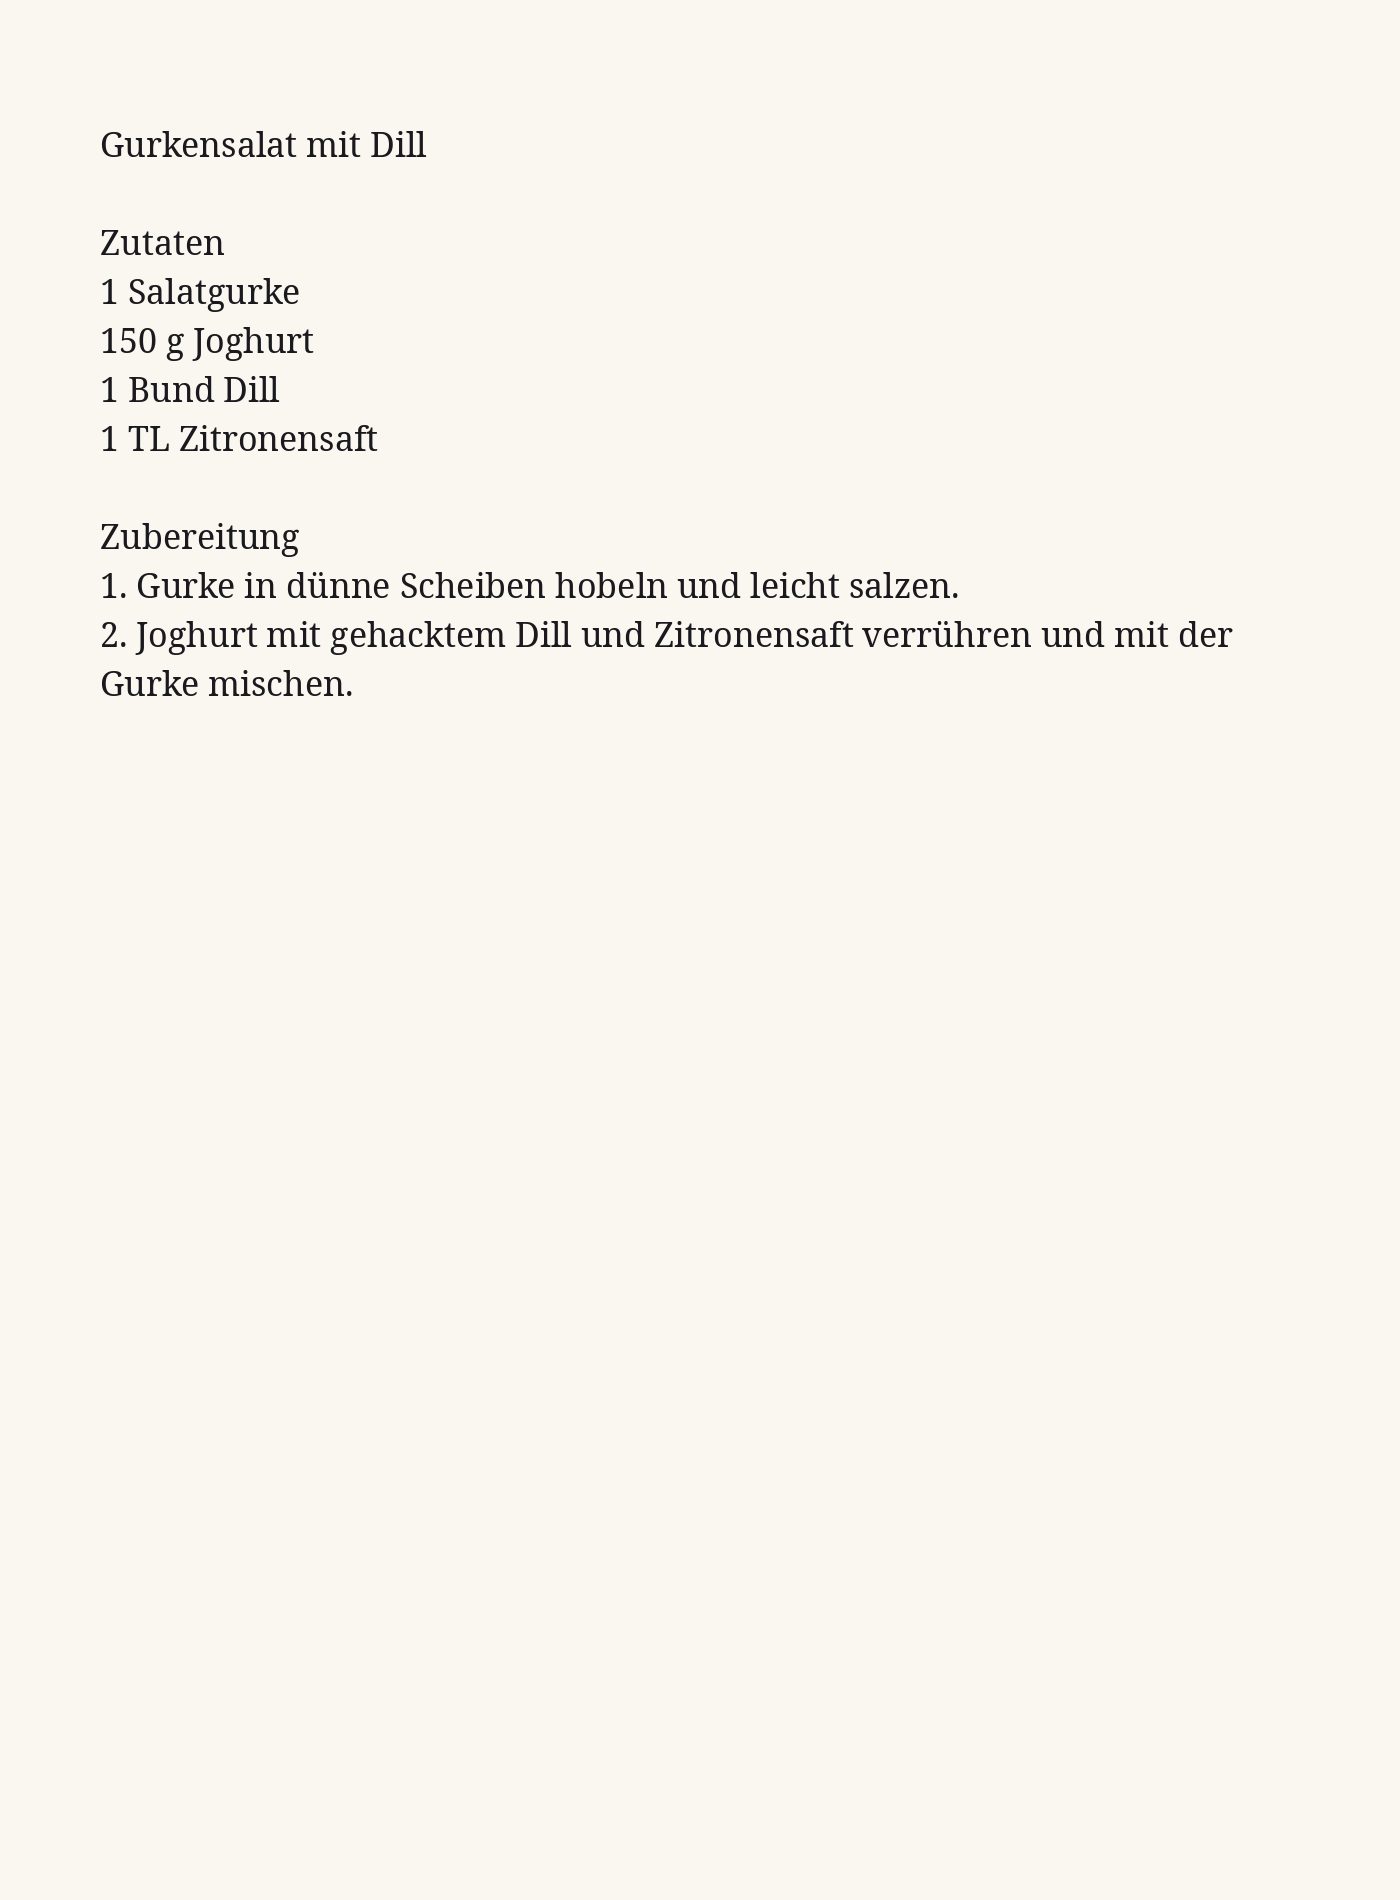 Gurkensalat mit Dill

Zutaten
1 Salatgurke
150 g Joghurt
1 Bund Dill
1 TL Zitronensaft

Zubereitung
1. Gurke in dünne Scheiben hobeln und leicht salzen.
2. Joghurt mit gehacktem Dill und Zitronensaft verrühren und mit der
Gurke mischen.